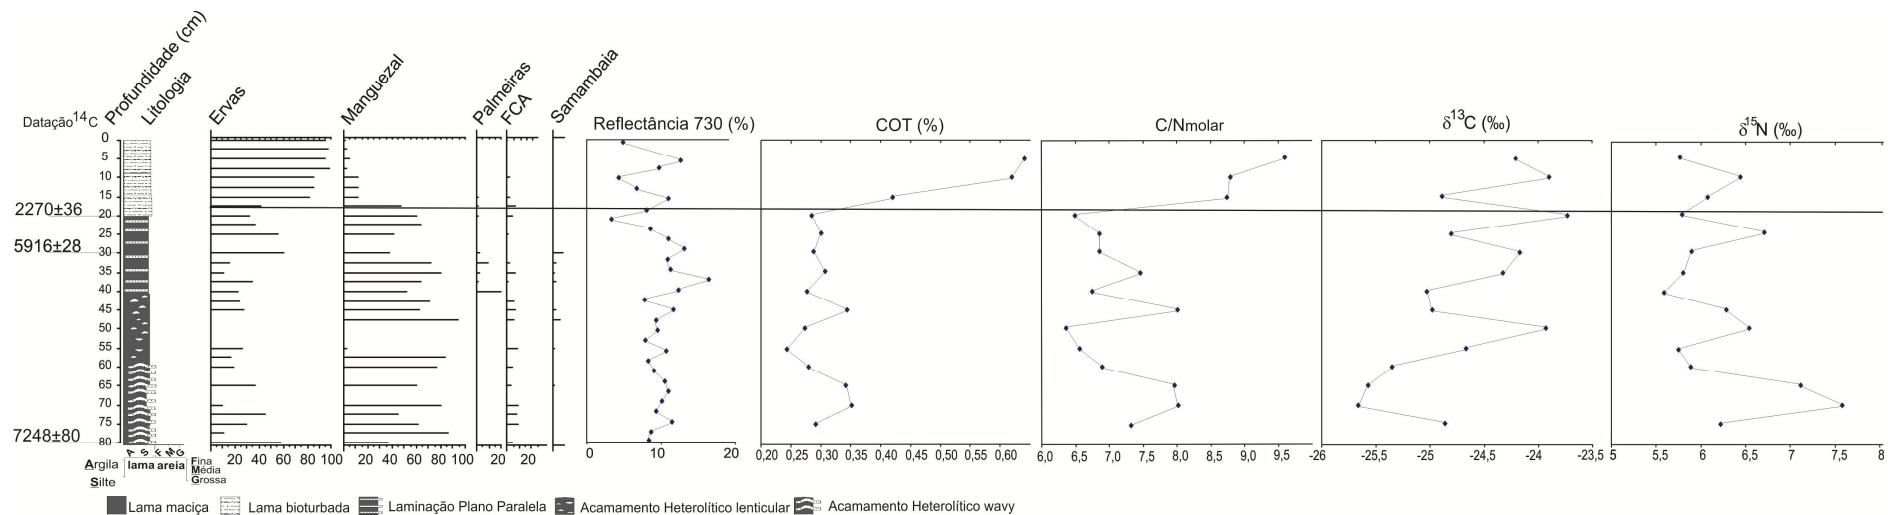 Datação14C
Profundidade (cm)
Litologia
Ervas
Manguezal
Palmeiras
FCA
Samambaia
Reflectância 730 (%)
COT (%)
C/Nmolar
δ13C (‰)
δ15N (‰)
0
5
10
15
20
25
30
35
40
45
50
55
60
65
70
75
80
2270±36
5916±28
7248±80
20 40 60 80 100
20 40 60 80 100
0 10 20
0,20 0,25 0,30 0,35 0,40 0,45 0,50 0,55 0,60
6,0 6,5 7,0 7,5 8,0 8,5 9,0 9,5
-26 -25,5 -25 -24,5 -24 -23,5
5 5,5 6 6,5 7 7,5 8
A S F M G
Argila
Silte
lama areia
Fina
Média
Grossa
Lama maciça
Lama bioturbada
Laminação Plano Paralela
Acamamento Heterolítico lenticular
Acamamento Heterolítico wavy